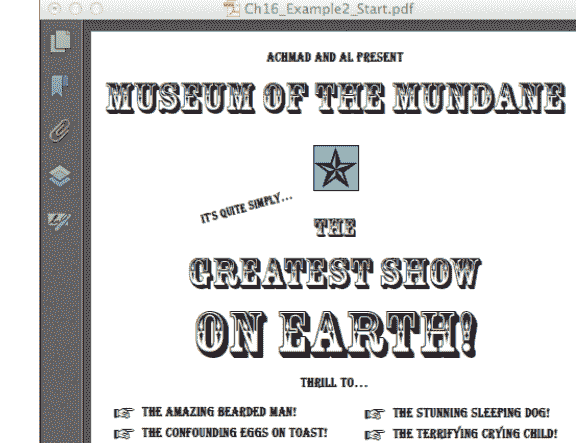 Ch16_Example2_Start.pdf
ACHMAD AND AL PRESENT
MUSEUM OF THE MUNDANE
IT'S QUITE SIMPLY...
THE
GREATEST SHOW
ON EARTH!
THRILL TO...
THE AMAZING BEARDED MAN!
THE STUNNING SLEEPING DOG!
THE CONFOUNDING EGGS ON TOAST!
THE TERRIFYING CRYING CHILD!